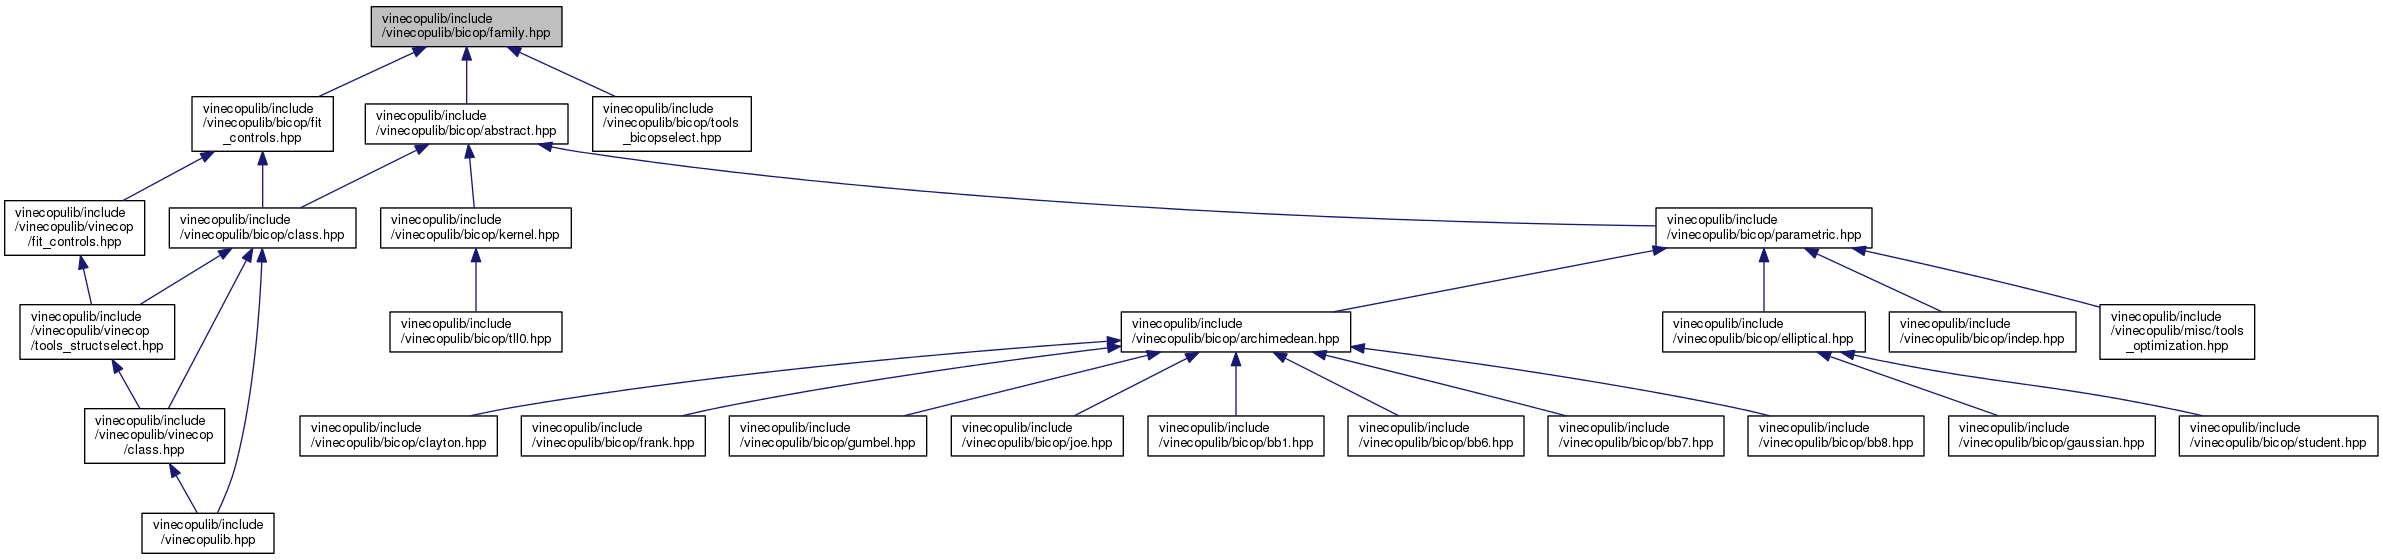 vinecopulib/include
/vinecopulib/bicop/family.hpp
vinecopulib/include
/vinecopulib/bicop/fit
_controls.hpp
vinecopulib/include
/vinecopulib/bicop/abstract.hpp
vinecopulib/include
/vinecopulib/bicop/tools
_bicopselect.hpp
vinecopulib/include
/vinecopulib/vinecop
/fit_controls.hpp
vinecopulib/include
/vinecopulib/bicop/class.hpp
vinecopulib/include
/vinecopulib/bicop/kernel.hpp
vinecopulib/include
/vinecopulib/bicop/parametric.hpp
vinecopulib/include
/vinecopulib/vinecop
/tools_structselect.hpp
vinecopulib/include
/vinecopulib/bicop/tll0.hpp
vinecopulib/include
/vinecopulib/bicop/archimedean.hpp
vinecopulib/include
/vinecopulib/bicop/elliptical.hpp
vinecopulib/include
/vinecopulib/bicop/indep.hpp
vinecopulib/include
/vinecopulib/misc/tools
_optimization.hpp
vinecopulib/include
/vinecopulib/vinecop
/class.hpp
vinecopulib/include
/vinecopulib/bicop/clayton.hpp
vinecopulib/include
/vinecopulib/bicop/frank.hpp
vinecopulib/include
/vinecopulib/bicop/gumbel.hpp
vinecopulib/include
/vinecopulib/bicop/joe.hpp
vinecopulib/include
/vinecopulib/bicop/bb1.hpp
vinecopulib/include
/vinecopulib/bicop/bb6.hpp
vinecopulib/include
/vinecopulib/bicop/bb7.hpp
vinecopulib/include
/vinecopulib/bicop/bb8.hpp
vinecopulib/include
/vinecopulib/bicop/gaussian.hpp
vinecopulib/include
/vinecopulib/bicop/student.hpp
vinecopulib/include
/vinecopulib.hpp